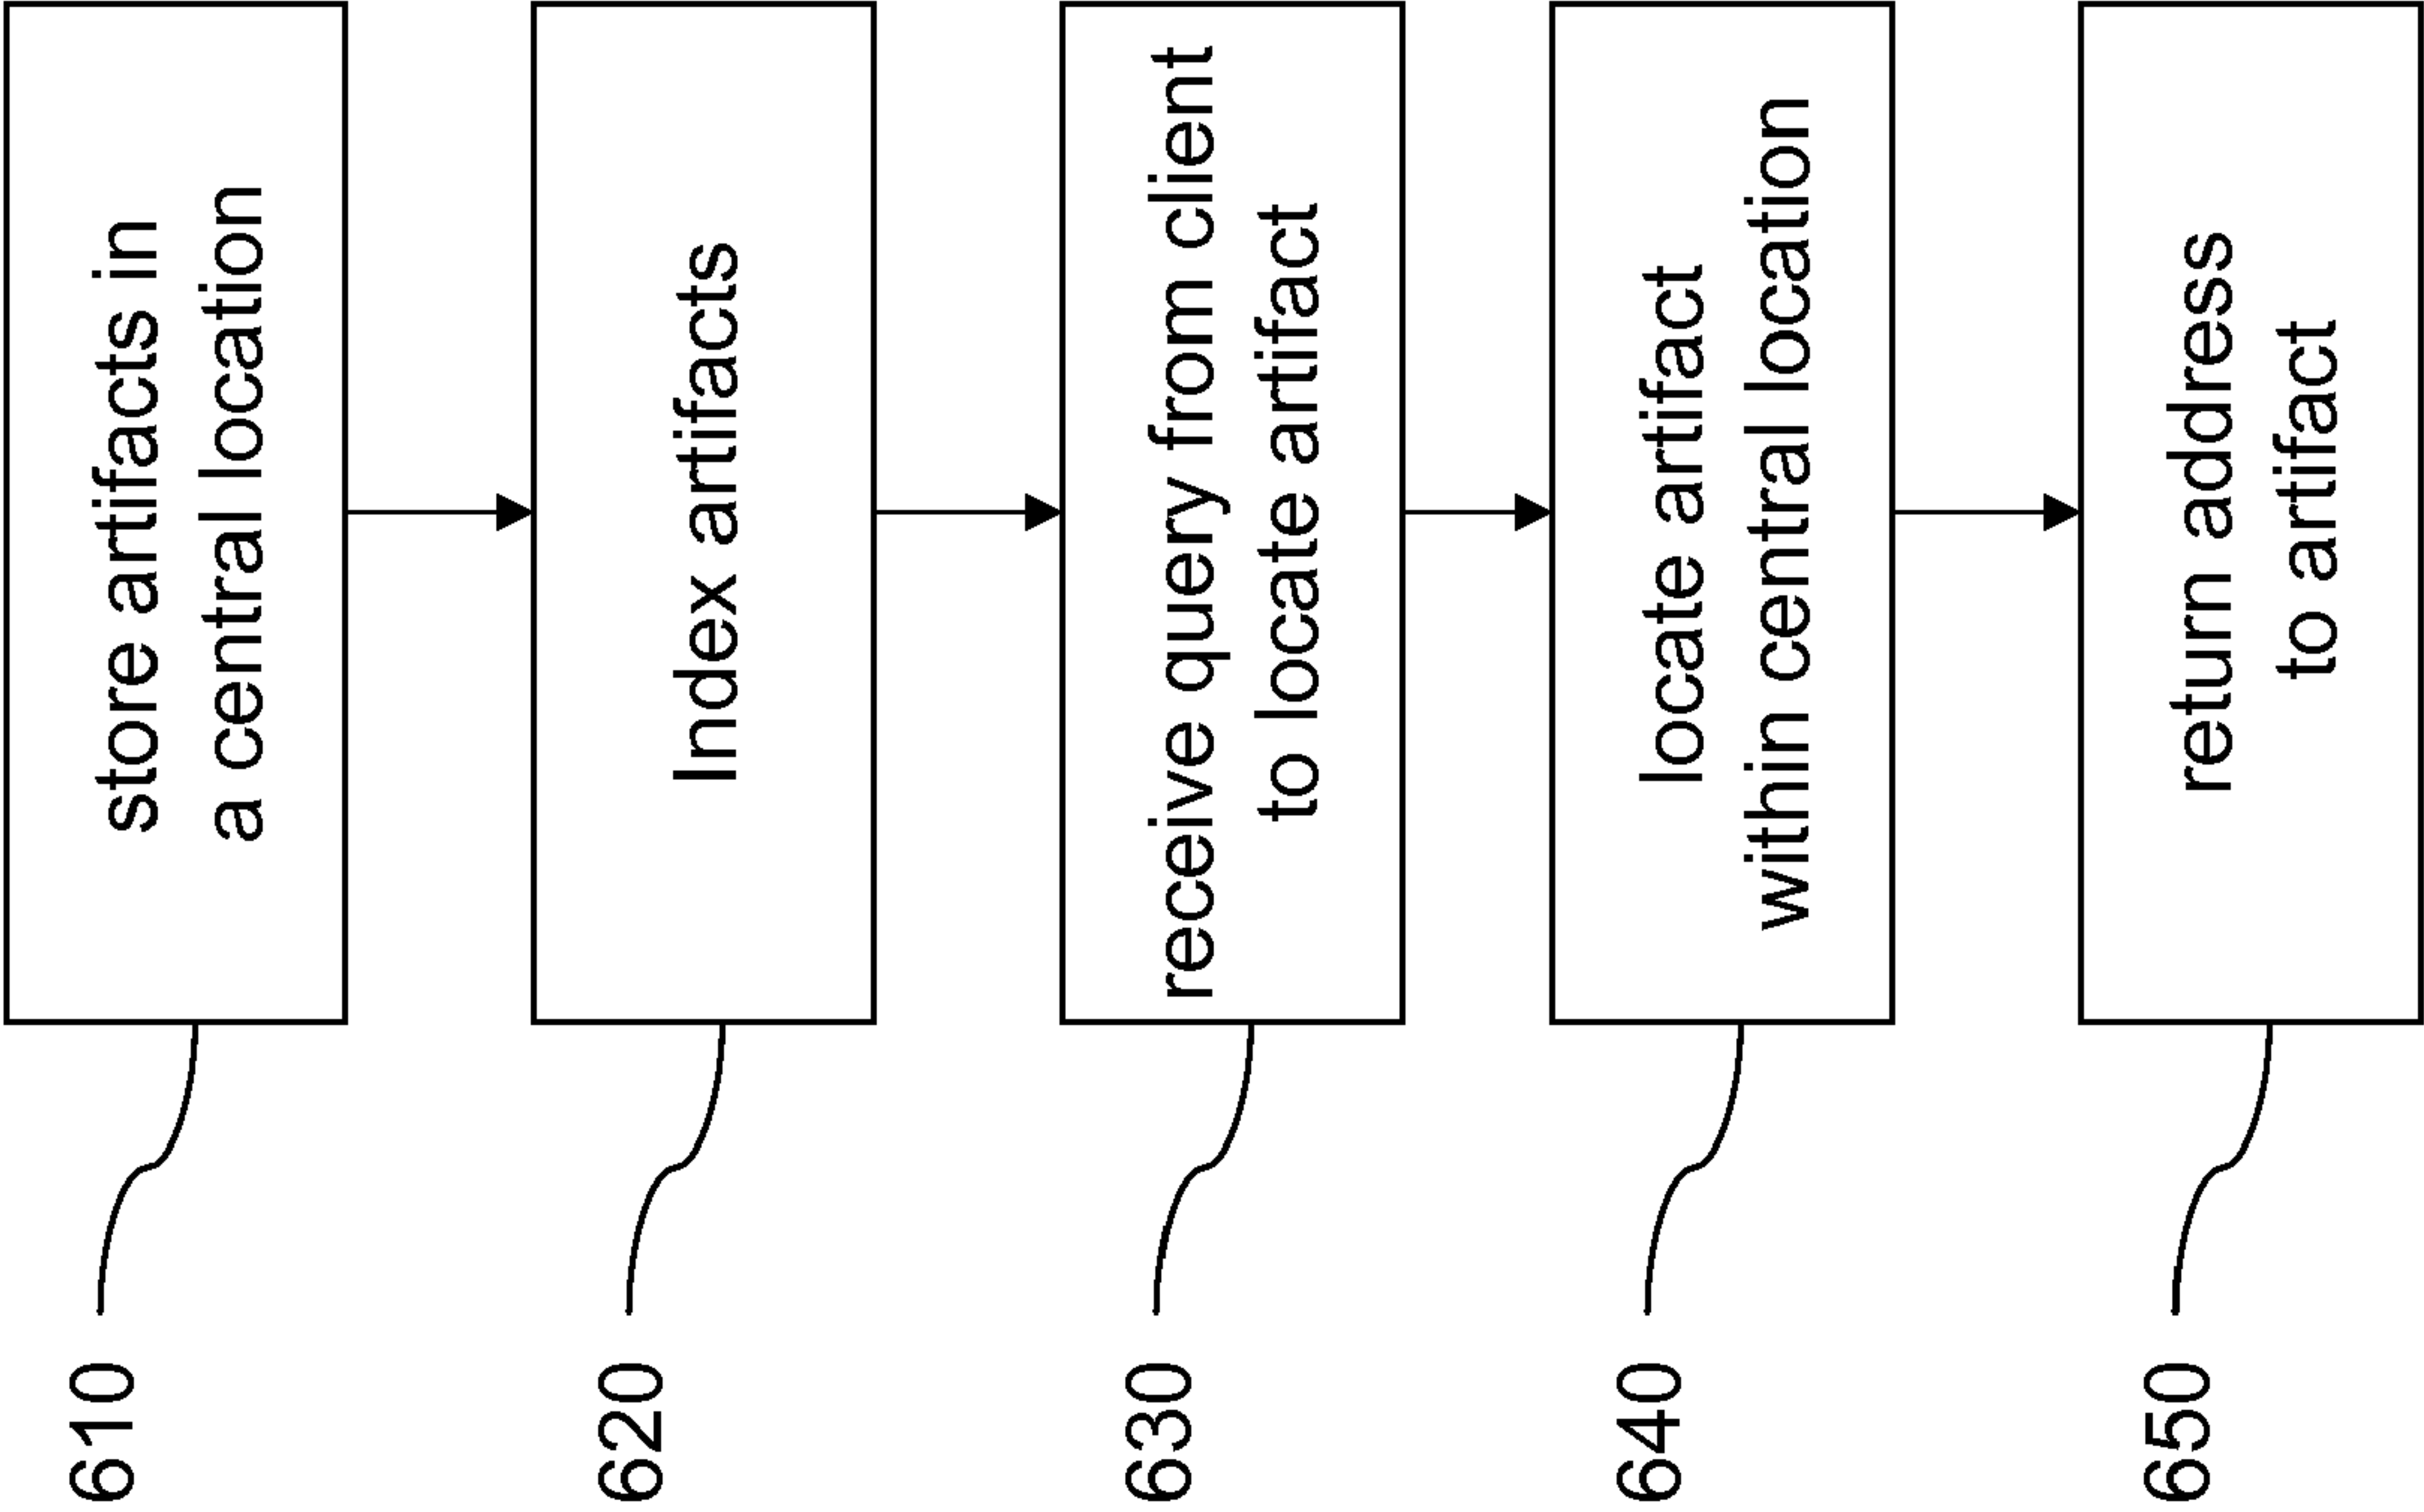 610
store artifacts in
a central location
620
Index artifacts
630
receive query from client
to locate artifact
640
locate artifact
within central location
650
return address
to artifact